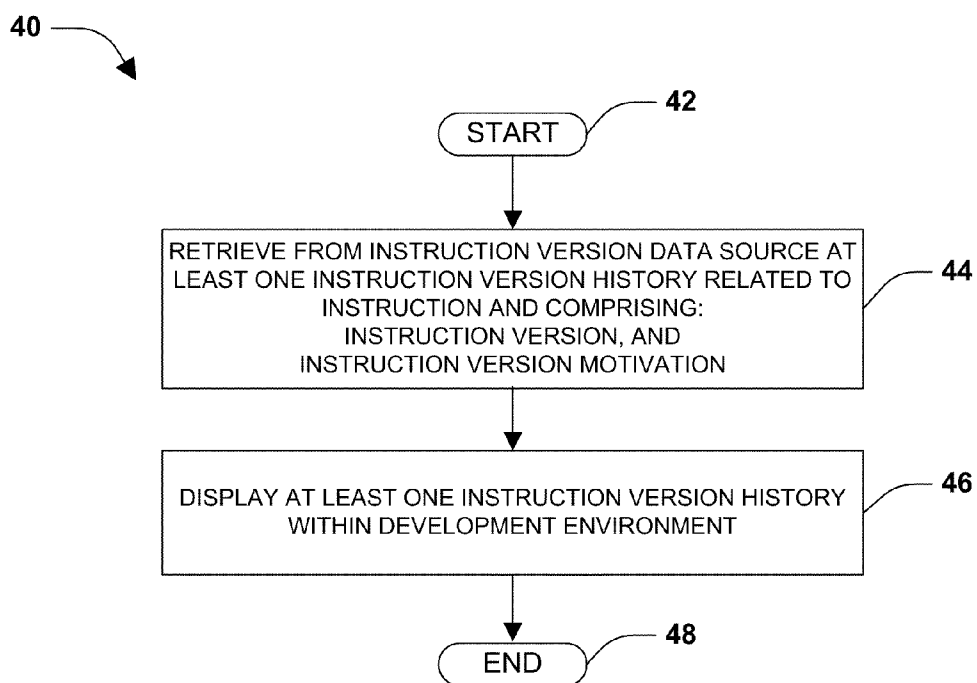 40
42
START
RETRIEVE FROM INSTRUCTION VERSION DATA SOURCE AT
LEAST ONE INSTRUCTION VERSION HISTORY RELATED TO
INSTRUCTION AND COMPRISING:
INSTRUCTION VERSION, AND
INSTRUCTION VERSION MOTIVATION
44
DISPLAY AT LEAST ONE INSTRUCTION VERSION HISTORY
WITHIN DEVELOPMENT ENVIRONMENT
46
48
END